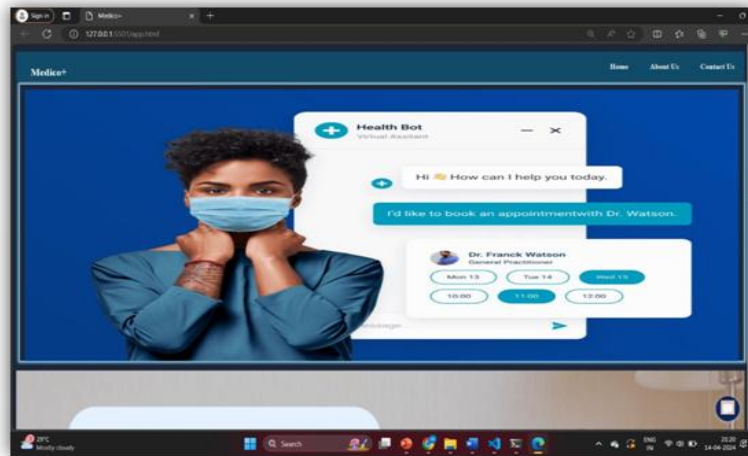 Sign in
Medico+
127.0.0.1:5501/app.html
Medico+
Home About Us Contact Us
Health Bot
Virtual Assitant
Hi 👋 How can I help you today.
I'd like to book an appointmentwith Dr. Watson.
Dr. Franck Watson
General Practitioner
Mon 13 Tue 14 Wed 15
10:00 11:00 12:00
29°C
Mostly cloudy
Search
ENG
IN
21:20
14-04-2024